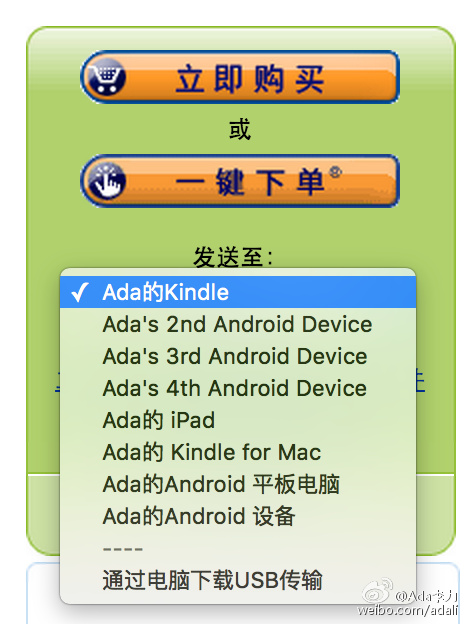 立即购买
或
一键下单®
发送至：
✓ Ada的Kindle
Ada's 2nd Android Device
Ada's 3rd Android Device
Ada's 4th Android Device
Ada的 iPad
Ada的 Kindle for Mac
Ada的Android 平板电脑
Ada的Android 设备
----
通过电脑下载USB传输
@Ada李力
weibo.com/adali